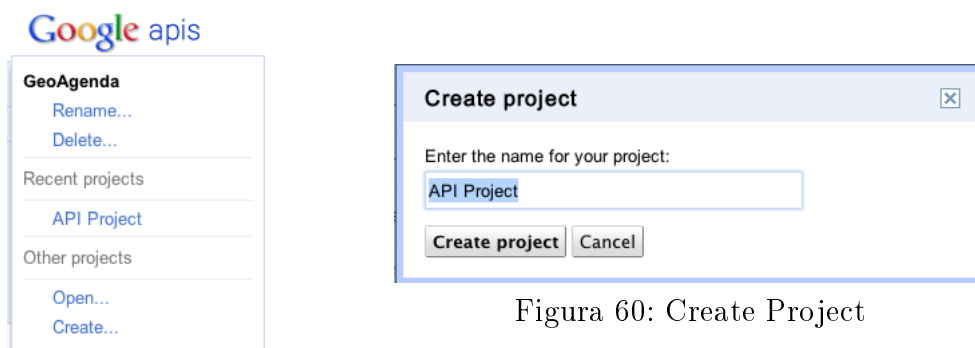 Google apis
GeoAgenda
Rename...
Delete...
Recent projects
API Project
Other projects
Open...
Create...
Create project
Enter the name for your project:
API Project
Create project Cancel
Figura 60: Create Project